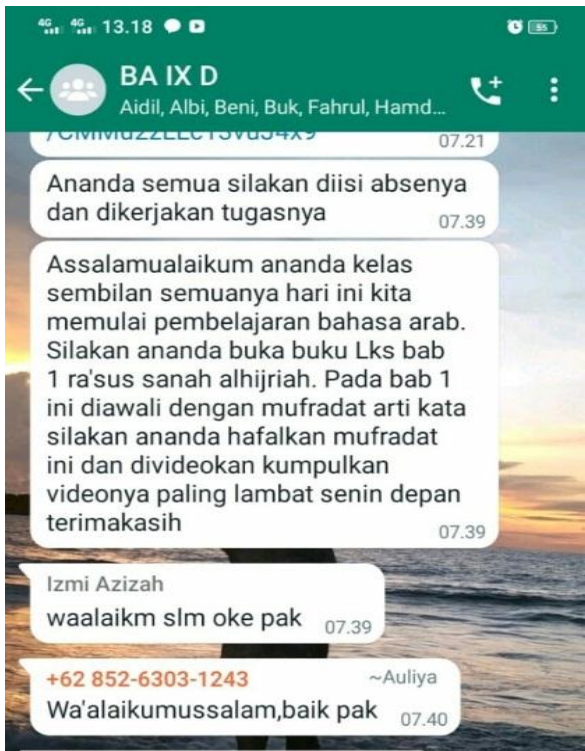 4G 4G 13.18 55
BA IX D
Aidil, Albi, Beni, Buk, Fahrul, Hamd...
07.21
Ananda semua silakan diisi absenya
dan dikerjakan tugasnya 07.39
Assalamualaikum ananda kelas
sembilan semuanya hari ini kita
memulai pembelajaran bahasa arab.
Silakan ananda buka buku Lks bab
1 ra'sus sanah alhijriah. Pada bab 1
ini diawali dengan mufradat arti kata
silakan ananda hafalkan mufradat
ini dan divideokan kumpulkan
videonya paling lambat senin depan
terimakasih 07.39
Izmi Azizah
waalaikm slm oke pak 07.39
+62 852-6303-1243 ~Auliya
Wa'alaikumussalam,baik pak 07.40